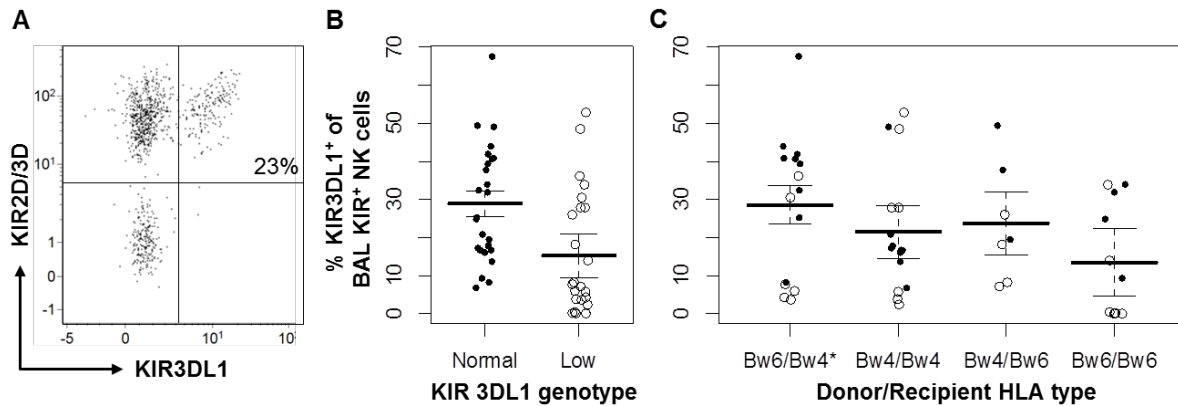 A
KIR2D/3D
10²
10¹
1
0
-1
23%
-5
0
10¹
10²
KIR3DL1
B
% KIR3DL1⁺ of
BAL KIR⁺ NK cells
70
50
30
10
0
Normal
Low
KIR 3DL1 genotype
C
70
50
30
10
0
Bw6/Bw4*
Bw4/Bw4
Bw4/Bw6
Bw6/Bw6
Donor/Recipient HLA type